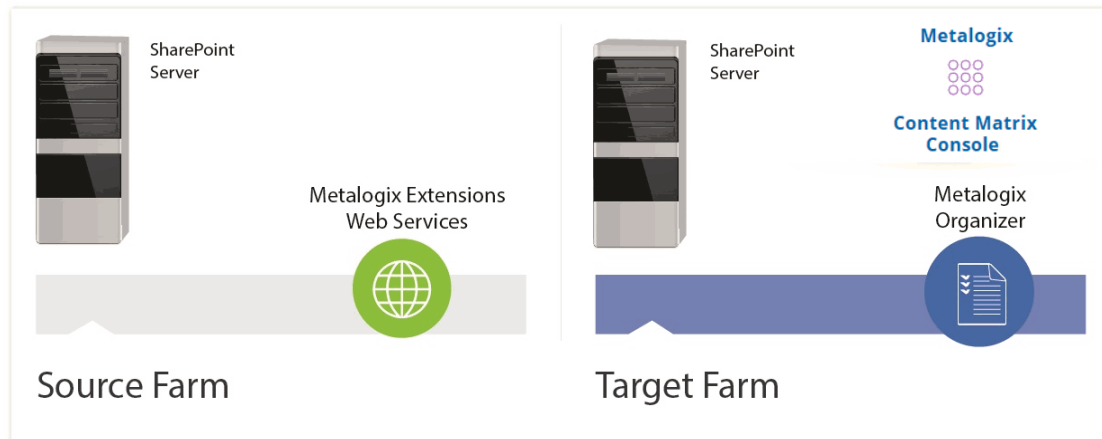 SharePoint
Server
Metalogix Extensions
Web Services
Source Farm
SharePoint
Server
Metalogix
Content Matrix
Console
Metalogix
Organizer
Target Farm